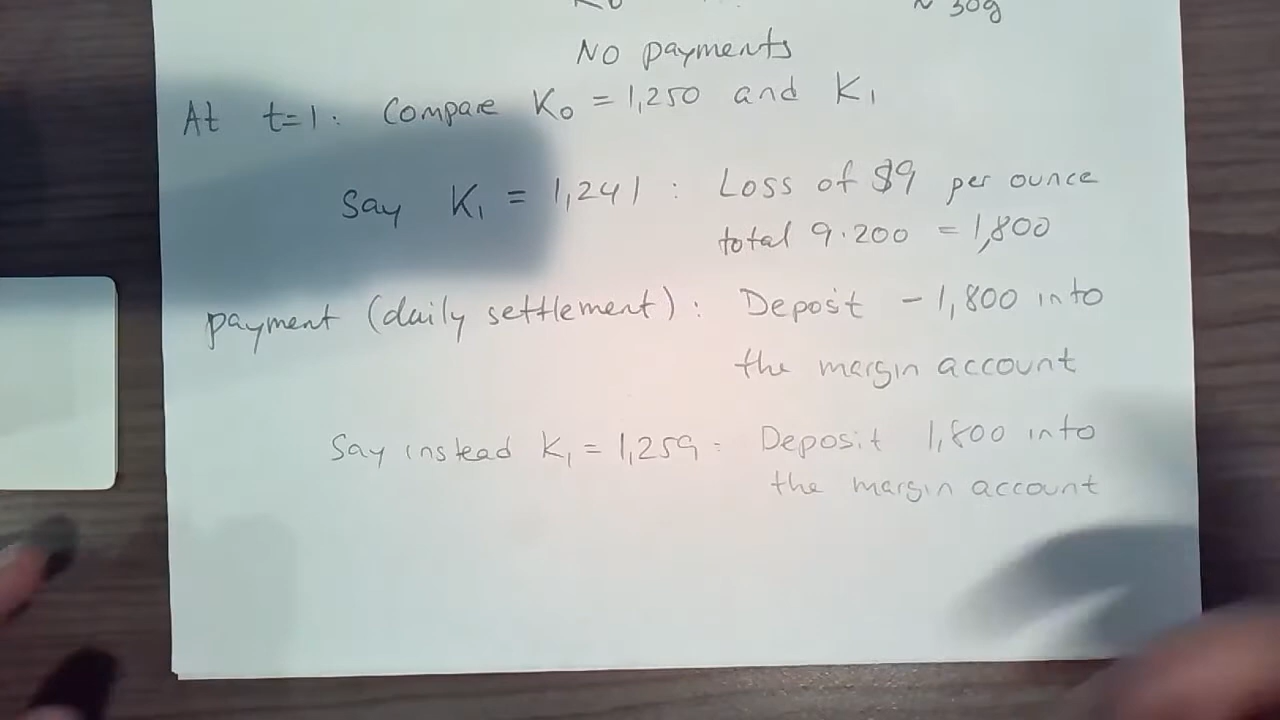 K0 ~ 30g
No payments
At t=1: Compare K0 = 1,250 and K1
Say K1 = 1,241 : Loss of $9 per ounce
total 9·200 = 1,800
payment (daily settlement): Deposit -1,800 into
the margin account
Say instead K1 = 1,259: Deposit 1,800 into
the margin account